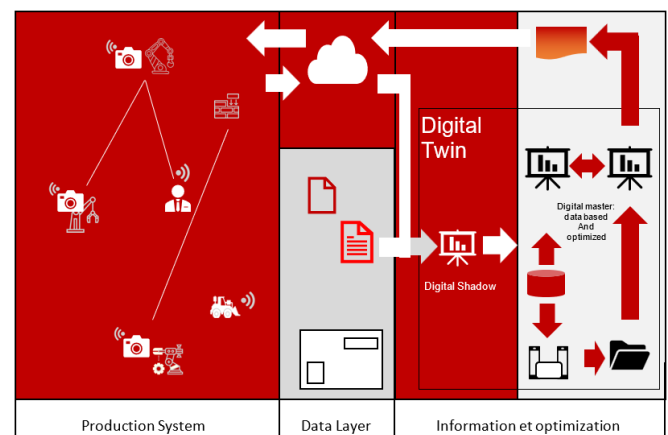 Digital
Twin
Digital master:
data based
And
optimized
Digital Shadow
Production System
Data Layer
Information et optimization